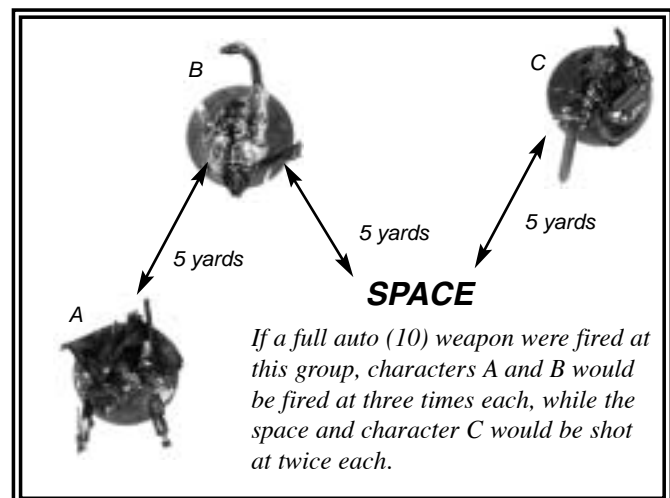 B
C
5 yards
5 yards
5 yards
SPACE
A
If a full auto (10) weapon were fired at
this group, characters A and B would
be fired at three times each, while the
space and character C would be shot
at twice each.